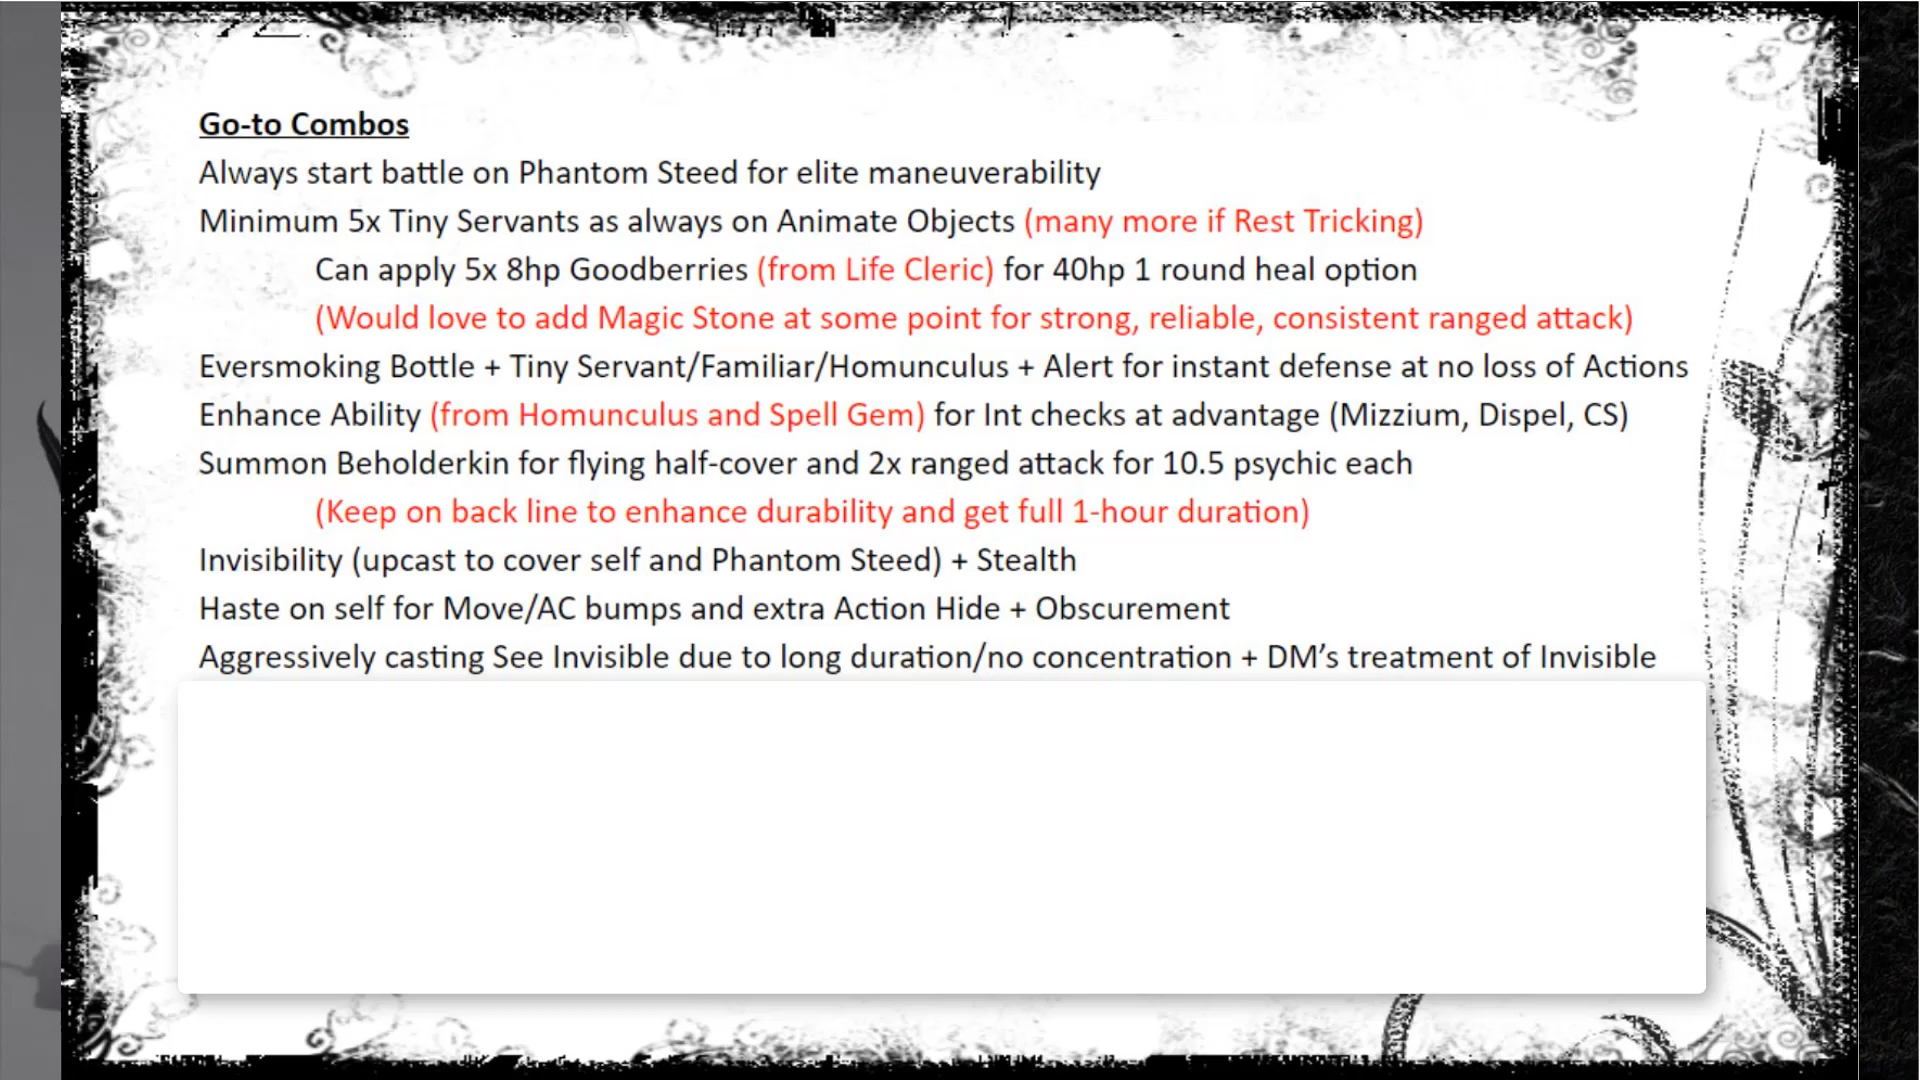 Go-to Combos
Always start battle on Phantom Steed for elite maneuverability
Minimum 5x Tiny Servants as always on Animate Objects (many more if Rest Tricking)
Can apply 5x 8hp Goodberries (from Life Cleric) for 40hp 1 round heal option
(Would love to add Magic Stone at some point for strong, reliable, consistent ranged attack)
Eversmoking Bottle + Tiny Servant/Familiar/Homunculus + Alert for instant defense at no loss of Actions
Enhance Ability (from Homunculus and Spell Gem) for Int checks at advantage (Mizzium, Dispel, CS)
Summon Beholderkin for flying half-cover and 2x ranged attack for 10.5 psychic each
(Keep on back line to enhance durability and get full 1-hour duration)
Invisibility (upcast to cover self and Phantom Steed) + Stealth
Haste on self for Move/AC bumps and extra Action Hide + Obscurement
Aggressively casting See Invisible due to long duration/no concentration + DM’s treatment of Invisible